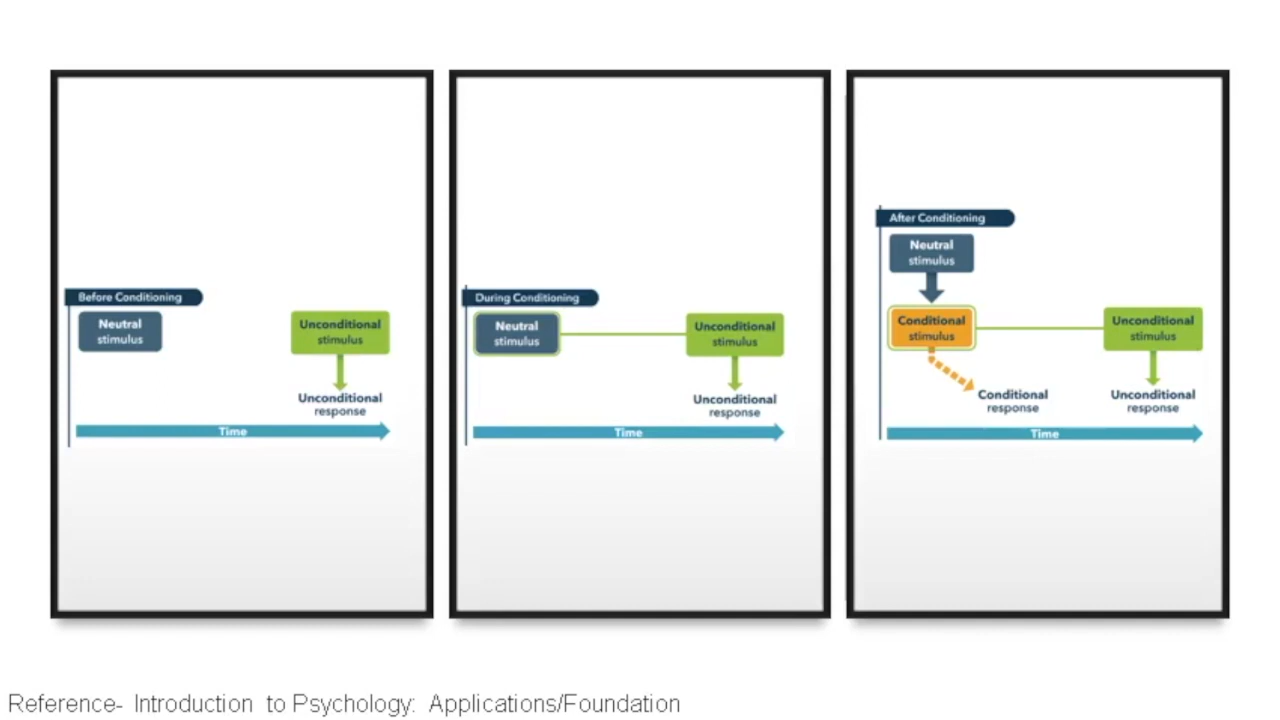 Before Conditioning
Neutral
stimulus
Unconditional
stimulus
Unconditional
response
Time
During Conditioning
Neutral
stimulus
Unconditional
stimulus
Unconditional
response
Time
After Conditioning
Neutral
stimulus
Conditional
stimulus
Unconditional
stimulus
Conditional
response
Unconditional
response
Time
Reference- Introduction to Psychology: Applications/Foundation